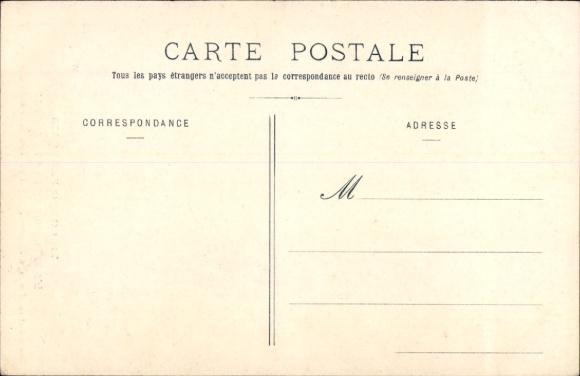 CARTE POSTALE
Tous les pays étrangers n'acceptent pas la correspondance au recto (Se renseigner à la Poste)
CORRESPONDANCE
ADRESSE
M